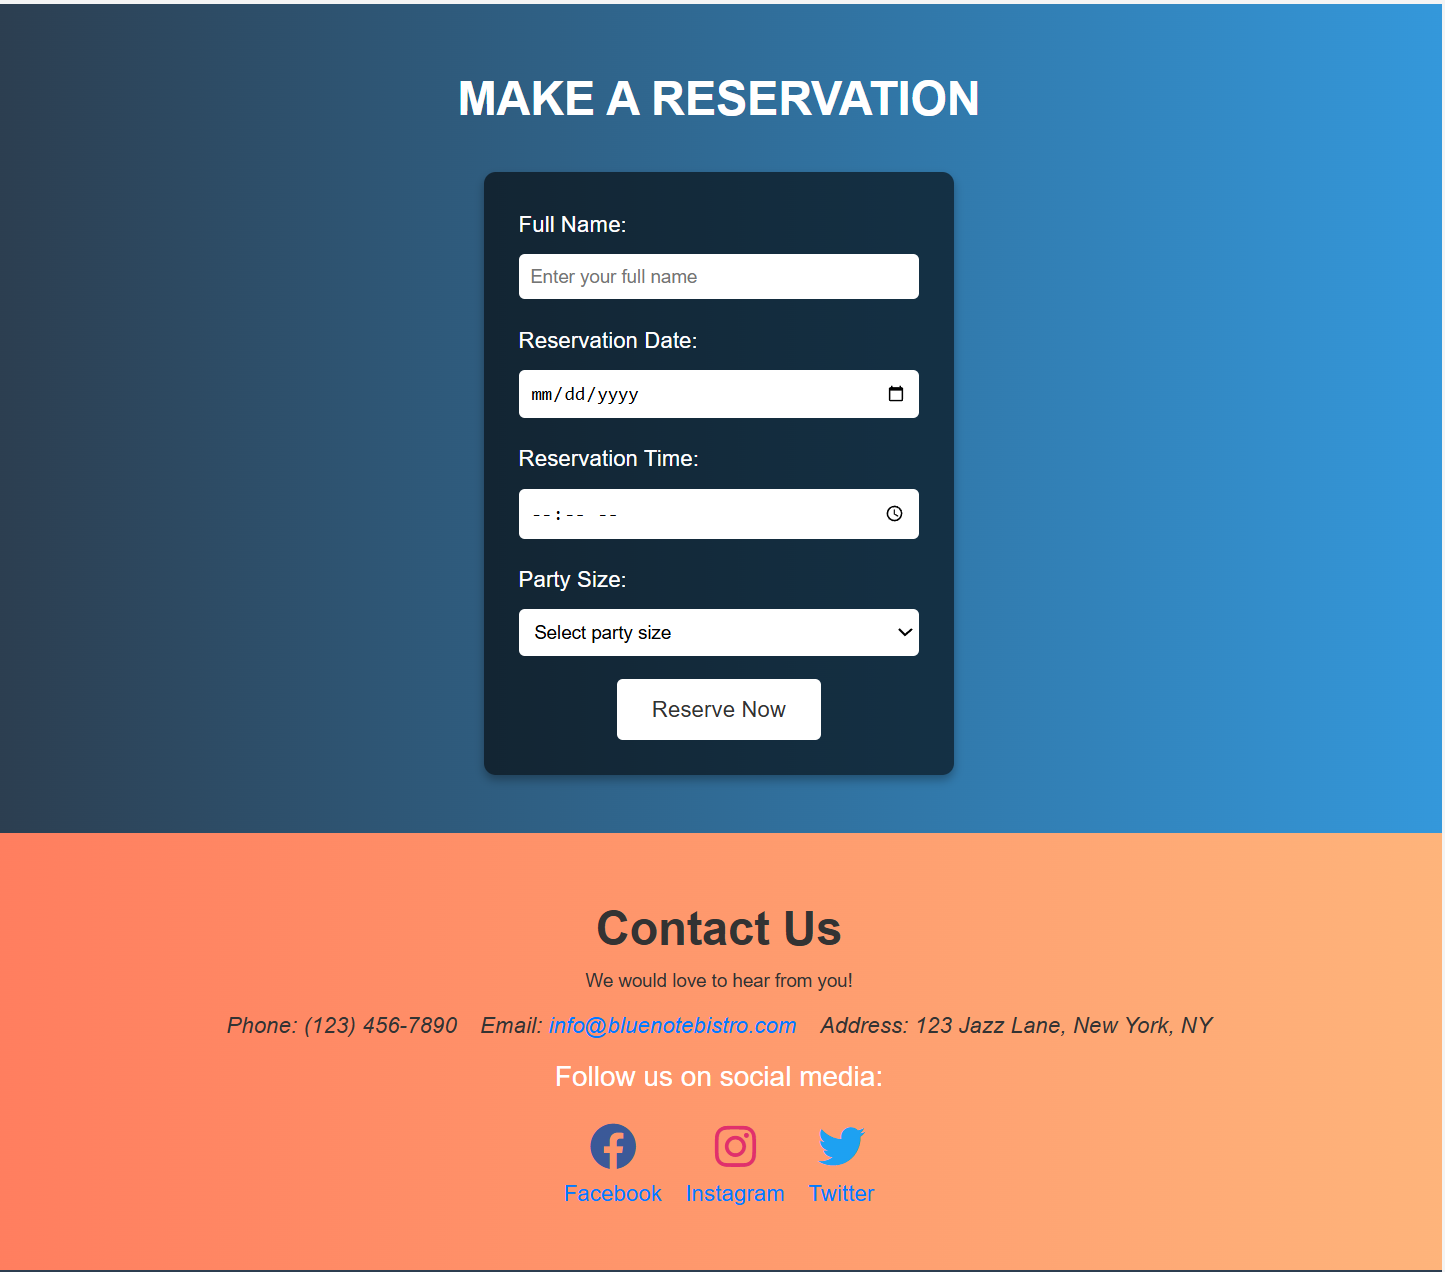 MAKE A RESERVATION
Full Name:
Enter your full name
Reservation Date:
mm/dd/yyyy
Reservation Time:
--:-- --
Party Size:
Select party size
Reserve Now
Contact Us
We would love to hear from you!
Phone: (123) 456-7890 Email: info@bluenotebistro.com Address: 123 Jazz Lane, New York, NY
Follow us on social media:
Facebook Instagram Twitter